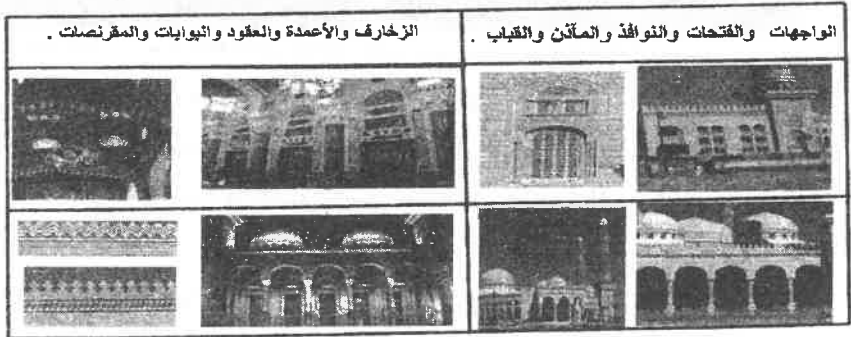 الواجهات والفتحات والنوافذ والمآذن والقباب .
الزخارف والأعمدة والعقود والبوابات والمقرنصات .